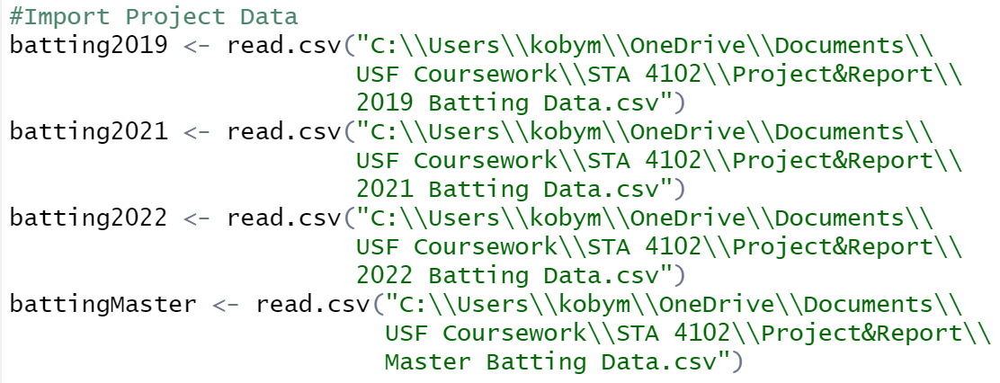 #Import Project Data
batting2019 <- read.csv("C:\\Users\\kobym\\OneDrive\\Documents\\
USF Coursework\\STA 4102\\Project&Report\\
2019 Batting Data.csv")
batting2021 <- read.csv("C:\\Users\\kobym\\OneDrive\\Documents\\
USF Coursework\\STA 4102\\Project&Report\\
2021 Batting Data.csv")
batting2022 <- read.csv("C:\\Users\\kobym\\OneDrive\\Documents\\
USF Coursework\\STA 4102\\Project&Report\\
2022 Batting Data.csv")
battingMaster <- read.csv("C:\\Users\\kobym\\OneDrive\\Documents\\
USF Coursework\\STA 4102\\Project&Report\\
Master Batting Data.csv")